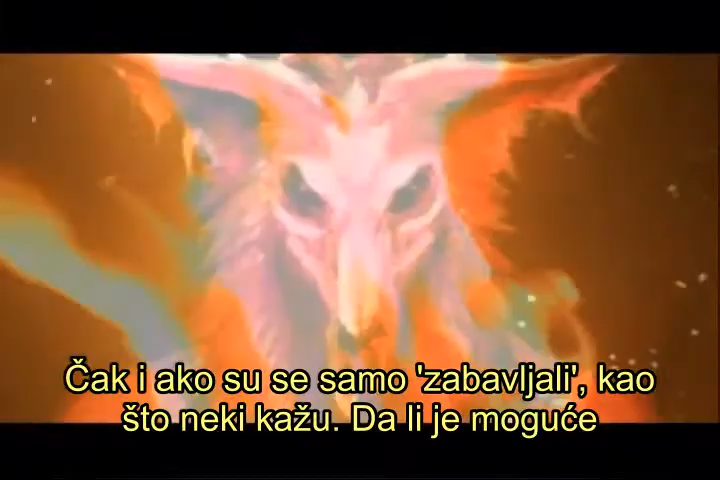 Čak i ako su se samo 'zabavljali', kao
što neki kažu. Da li je moguće